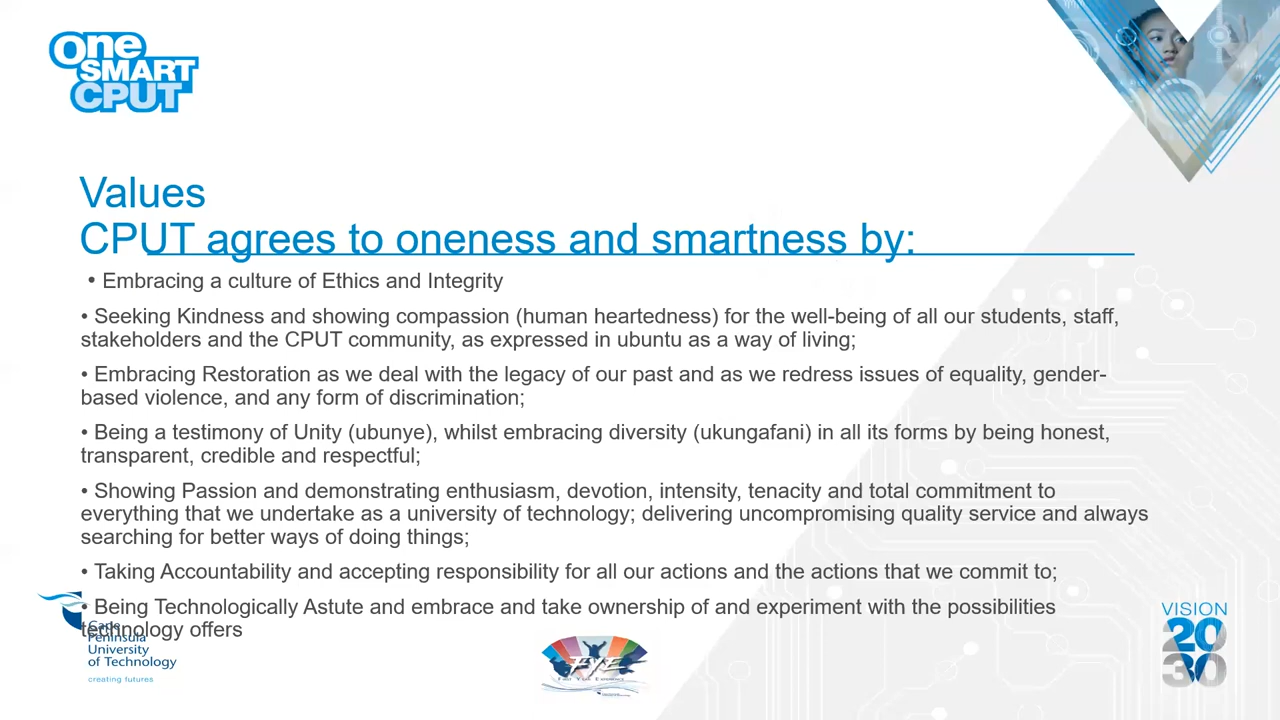 One
SMART
CPUT
Values
CPUT agrees to oneness and smartness by:
• Embracing a culture of Ethics and Integrity
• Seeking Kindness and showing compassion (human heartedness) for the well-being of all our students, staff,
stakeholders and the CPUT community, as expressed in ubuntu as a way of living;
• Embracing Restoration as we deal with the legacy of our past and as we redress issues of equality, gender-
based violence, and any form of discrimination;
• Being a testimony of Unity (ubunye), whilst embracing diversity (ukungafani) in all its forms by being honest,
transparent, credible and respectful;
• Showing Passion and demonstrating enthusiasm, devotion, intensity, tenacity and total commitment to
everything that we undertake as a university of technology; delivering uncompromising quality service and always
searching for better ways of doing things;
• Taking Accountability and accepting responsibility for all our actions and the actions that we commit to;
• Being Technologically Astute and embrace and take ownership of and experiment with the possibilities
technology offers
Cape
Peninsula
University
of Technology
creating futures
FYE
First Year Experience
VISION
20
30